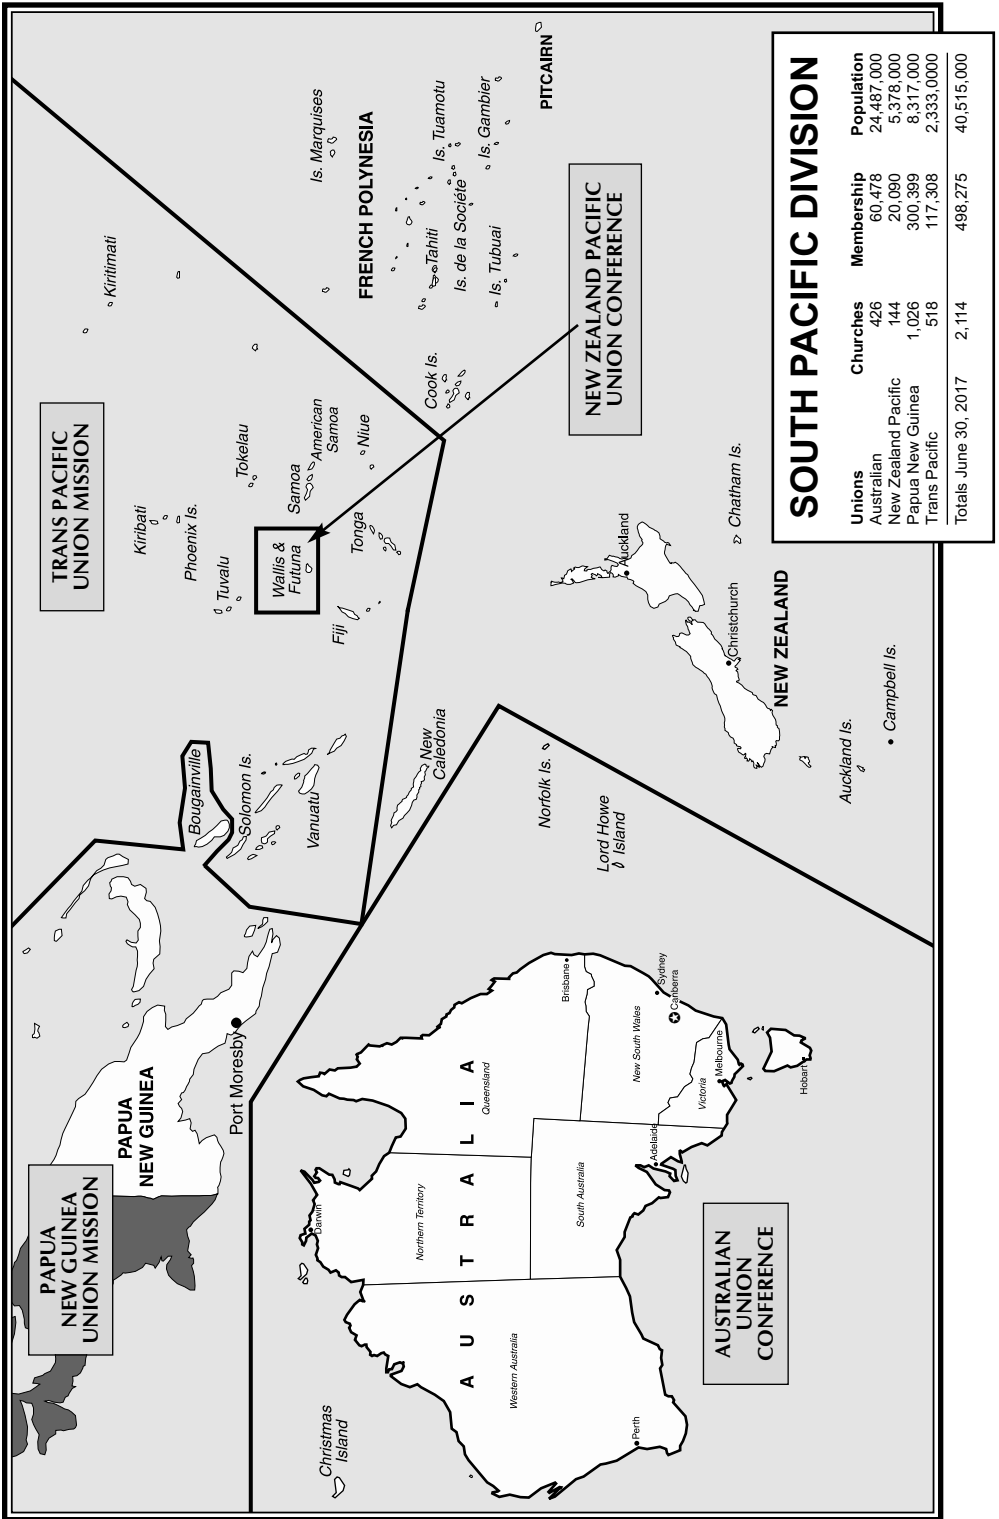 TRANS PACIFIC
UNION MISSION
PAPUA
NEW GUINEA
UNION MISSION
PAPUA
NEW GUINEA
Port Moresby
Bougainville
Solomon Is.
Vanuatu
Kiribati
Phoenix Is.
Tuvalu
Tokelau
Wallis &
Futuna
Samoa
American
Samoa
Niue
Tonga
Fiji
Kiritimati
Is. Marquises
FRENCH POLYNESIA
Tahiti
Is. Tuamotu
Is. de la Sociéte
Is. Gambier
Is. Tubuai
PITCAIRN
Cook Is.
NEW ZEALAND PACIFIC
UNION CONFERENCE
New
Caledonia
Norfolk Is.
Lord Howe
Island
Auckland
Christchurch
NEW ZEALAND
Chatham Is.
Auckland Is.
Campbell Is.
Christmas
Island
AUSTRALIA
Darwin
Northern Territory
Queensland
Western Australia
South Australia
New South Wales
Victoria
Brisbane
Sydney
Canberra
Melbourne
Adelaide
Perth
Hobart
AUSTRALIAN
UNION
CONFERENCE
SOUTH PACIFIC DIVISION
Unions Churches Membership Population
Australian 426 60,478 24,487,000
New Zealand Pacific 144 20,090 5,378,000
Papua New Guinea 1,026 300,399 8,317,000
Trans Pacific 518 117,308 2,333,0000
Totals June 30, 2017 2,114 498,275 40,515,000